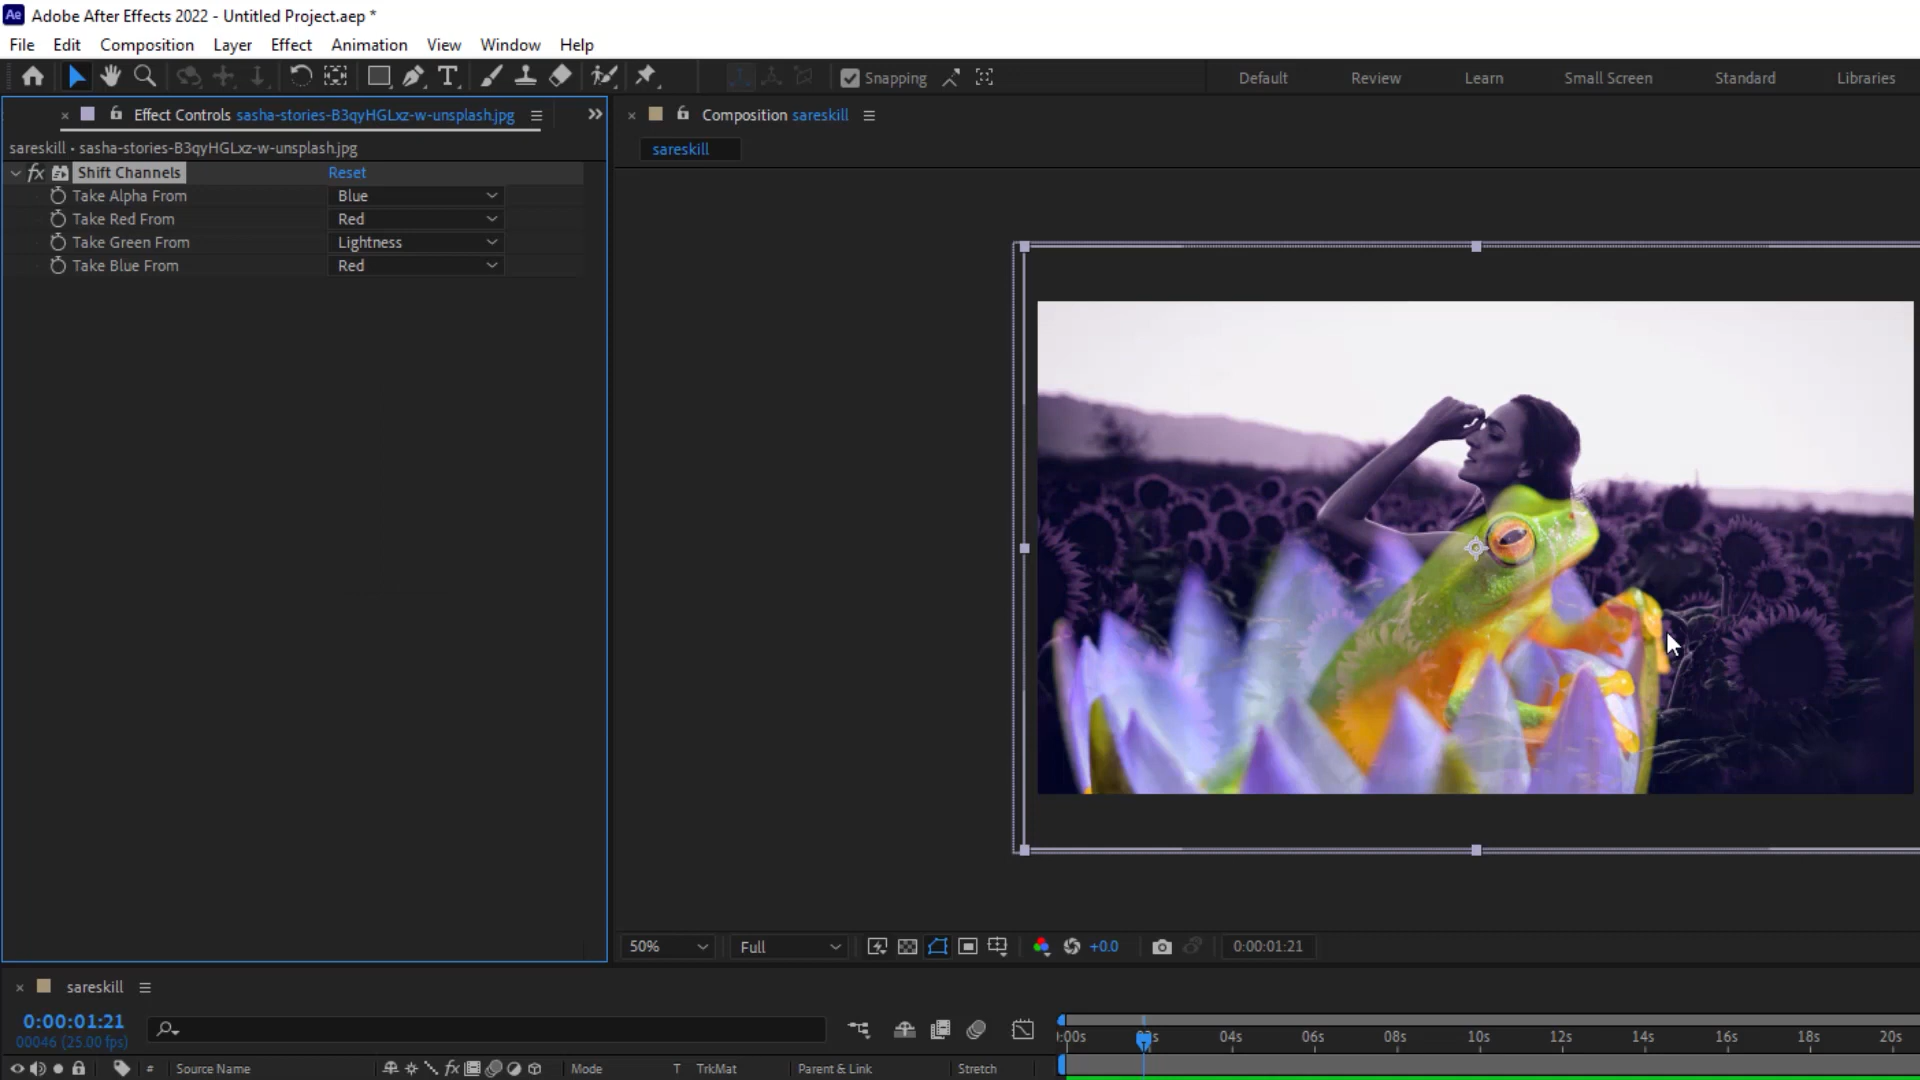 Ae Adobe After Effects 2022 - Untitled Project.aep *
File Edit Composition Layer Effect Animation View Window Help
Snapping Default Review Learn Small Screen Standard Libraries
Effect Controls sasha-stories-B3qyHGLxz-w-unsplash.jpg
Composition sareskill
sareskill • sasha-stories-B3qyHGLxz-w-unsplash.jpg
sareskill
fx Shift Channels Reset
Take Alpha From Blue
Take Red From Red
Take Green From Lightness
Take Blue From Red
50% Full +0.0 0:00:01:21
sareskill
0:00:01:21
00046 (25.00 fps)
:00s 04s 06s 08s 10s 12s 14s 16s 18s 20s
# Source Name fx Mode T TrkMat Parent & Link Stretch